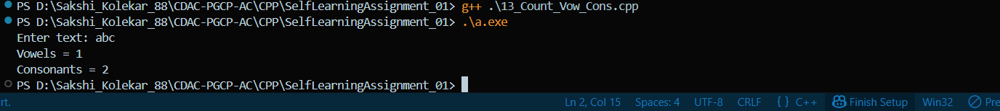 PS D:\Sakshi_Kolekar_88\CDAC-PGCP-AC\CPP\SelfLearningAssignment_01> g++ .\13_Count_Vow_Cons.cpp
PS D:\Sakshi_Kolekar_88\CDAC-PGCP-AC\CPP\SelfLearningAssignment_01> .\a.exe
Enter text: abc
Vowels = 1
Consonants = 2
PS D:\Sakshi_Kolekar_88\CDAC-PGCP-AC\CPP\SelfLearningAssignment_01>
rt. Ln 2, Col 15 Spaces: 4 UTF-8 CRLF {} C++ Finish Setup Win32 Pre